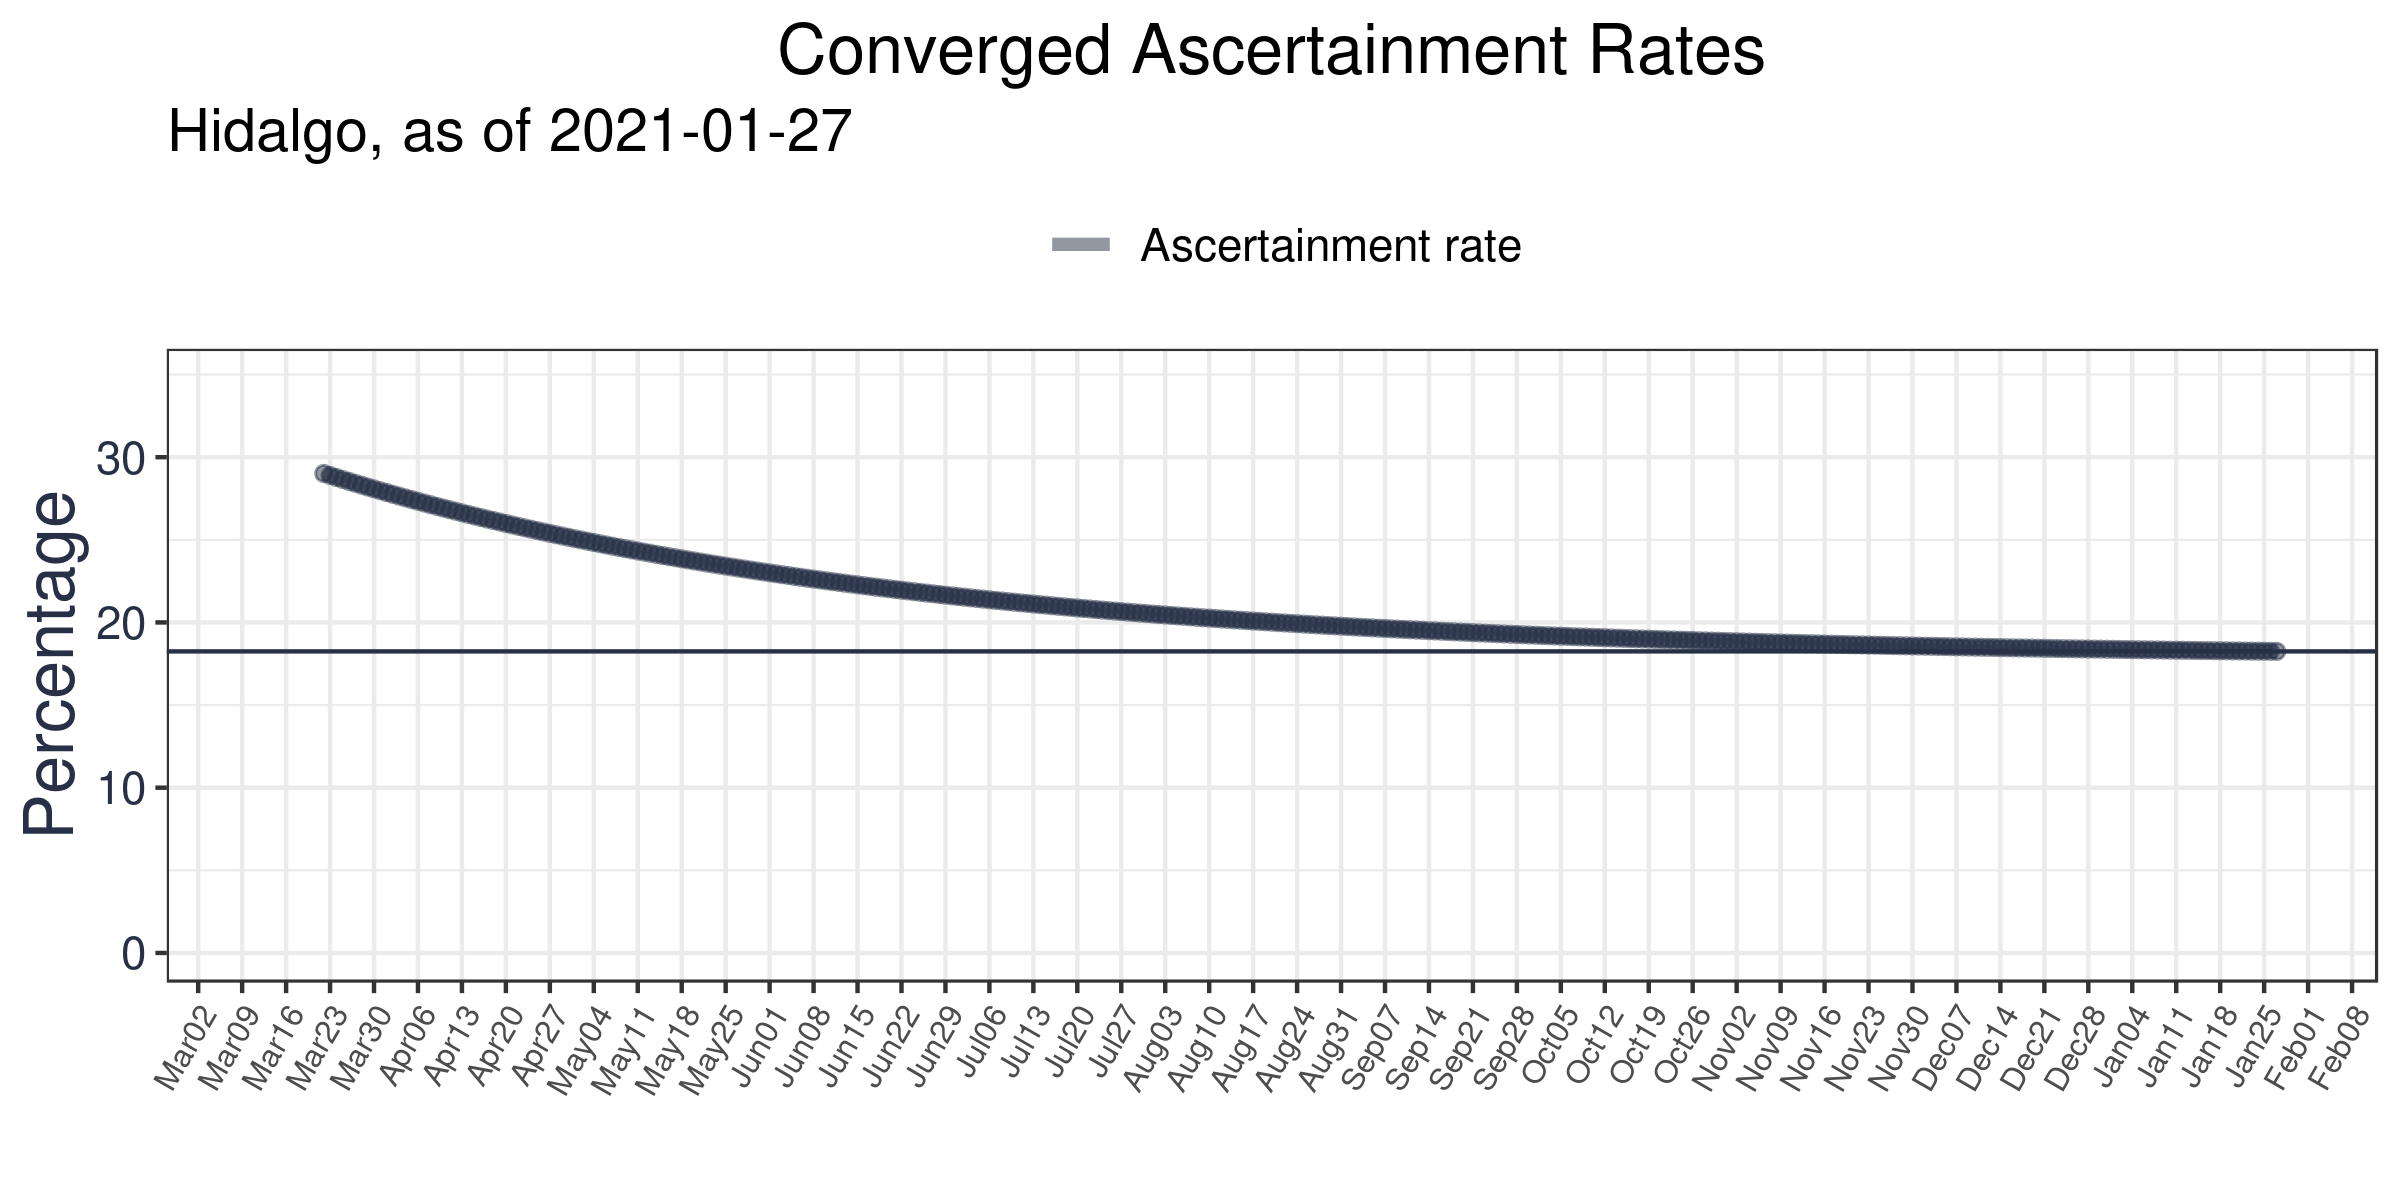 Converged Ascertainment Rates
Hidalgo, as of 2021-01-27
Ascertainment rate
Percentage
30
20
10
0
Mar02 Mar09 Mar16 Mar23 Mar30 Apr06 Apr13 Apr20 Apr27 May04 May11 May18 May25 Jun01 Jun08 Jun15 Jun22 Jun29 Jul06 Jul13 Jul20 Jul27 Aug03 Aug10 Aug17 Aug24 Aug31 Sep07 Sep14 Sep21 Sep28 Oct05 Oct12 Oct19 Oct26 Nov02 Nov09 Nov16 Nov23 Nov30 Dec07 Dec14 Dec21 Dec28 Jan04 Jan11 Jan18 Jan25 Feb01 Feb08